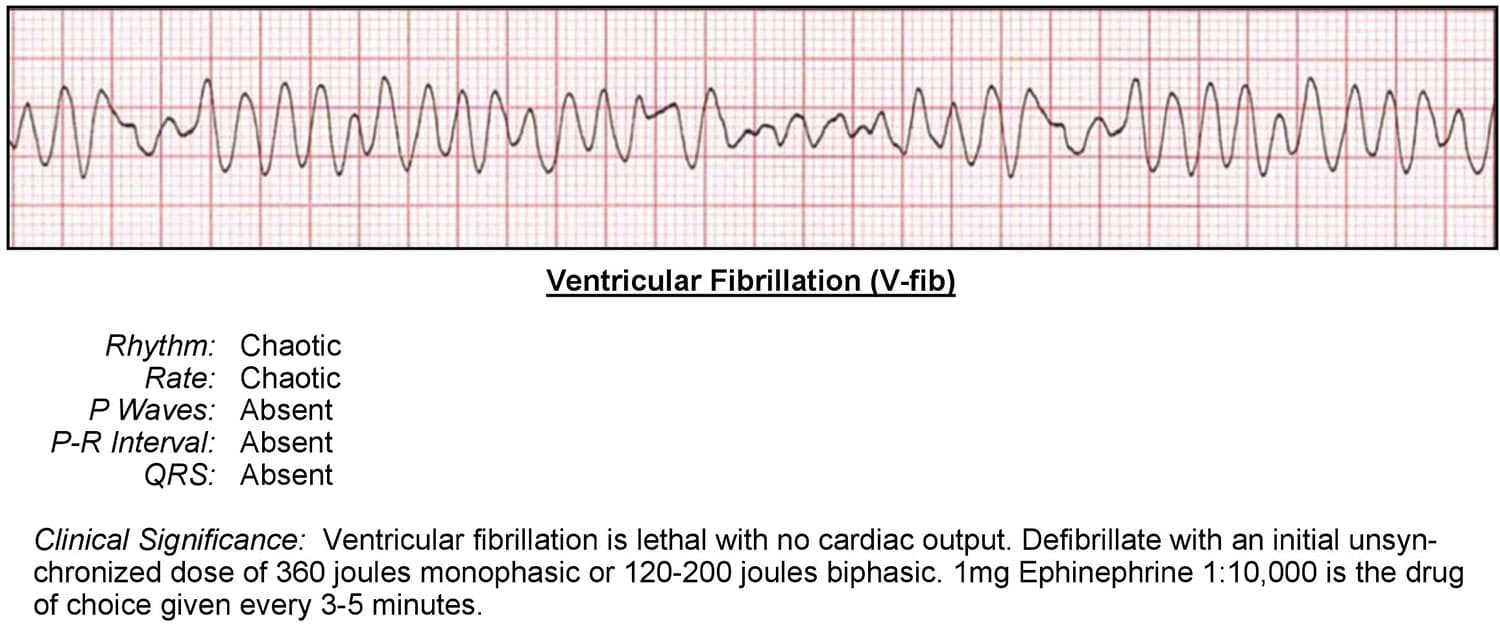 Ventricular Fibrillation (V-fib)
Rhythm: Chaotic
Rate: Chaotic
P Waves: Absent
P-R Interval: Absent
QRS: Absent
Clinical Significance: Ventricular fibrillation is lethal with no cardiac output. Defibrillate with an initial unsyn-
chronized dose of 360 joules monophasic or 120-200 joules biphasic. 1mg Ephinephrine 1:10,000 is the drug
of choice given every 3-5 minutes.